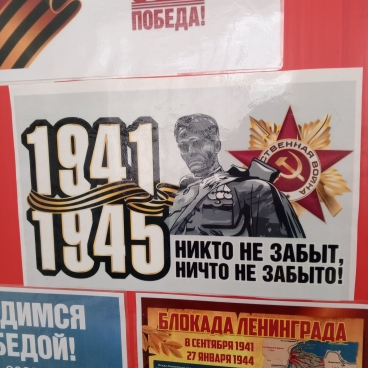 ПОБЕДА!
1941
1945
СТВЕННАЯ ВОЙНА
НИКТО НЕ ЗАБЫТ,
НИЧТО НЕ ЗАБЫТО!
ДИМСЯ
БЕДОЙ!
БЛОКАДА ЛЕНИНГРАДА
8 СЕНТЯБРЯ 1941
27 ЯНВАРЯ 1944